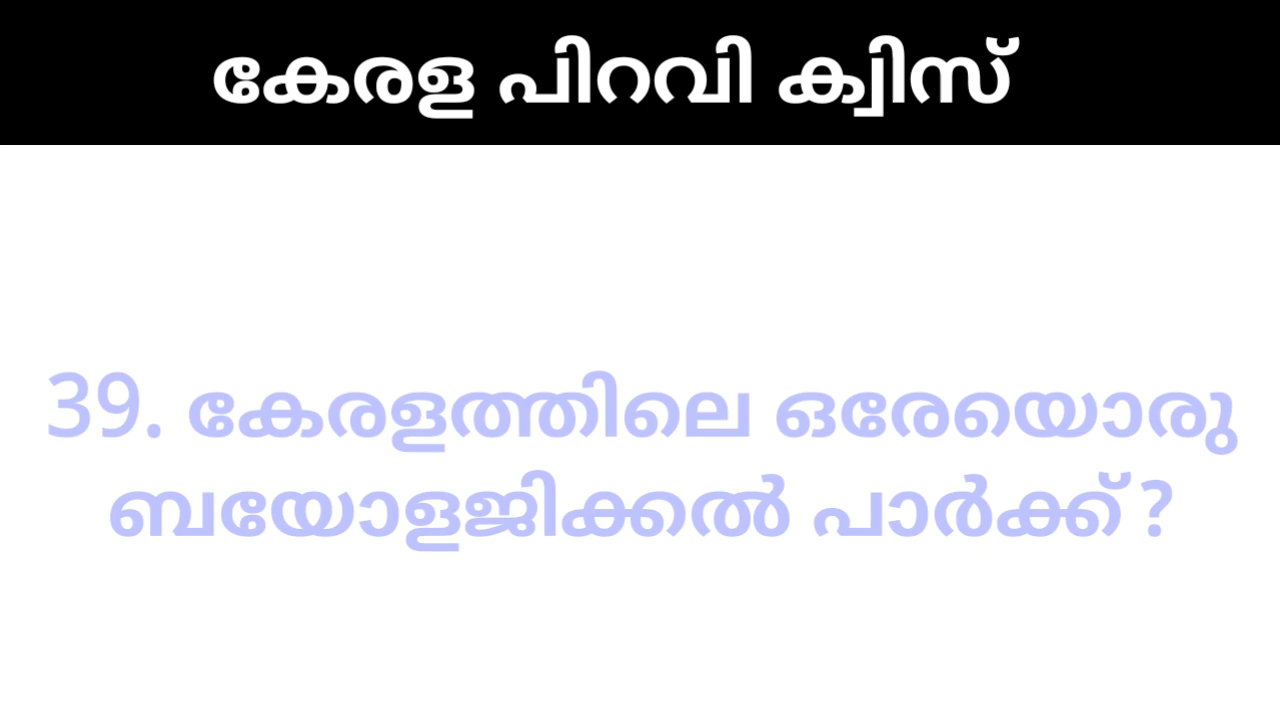 കേരള പിറവി ക്വിസ്
39. കേരളത്തിലെ ഒരേയൊരു
ബയോളജിക്കൽ പാർക്ക് ?